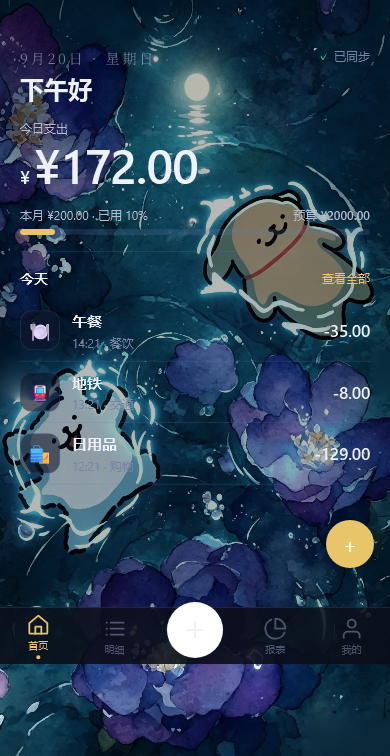 9月20日 · 星期日
✓ 已同步
下午好
今日支出
¥ ¥172.00
本月 ¥200.00 · 已用 10%
预算 ¥2000.00
今天
查看全部
午餐
14:21 · 餐饮
-35.00
地铁
-8.00
日用品
12:21 · 购物
-129.00
+
首页
明细
+
报表
我的